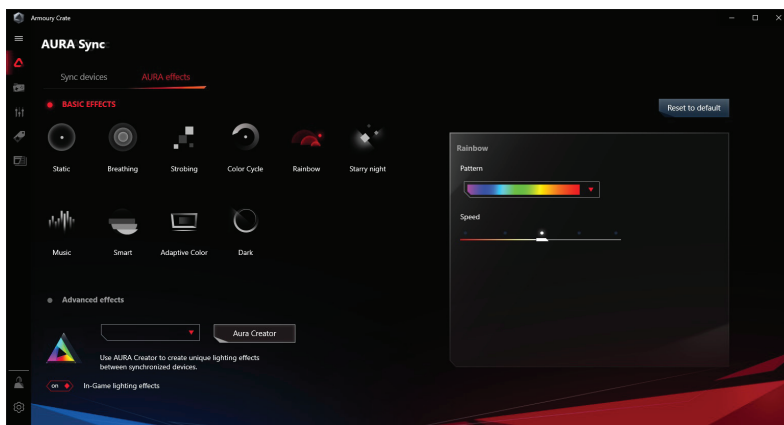 Armoury Crate
AURA Sync
Sync devices
AURA effects
BASIC EFFECTS
Reset to default
Static
Breathing
Strobing
Color Cycle
Rainbow
Starry night
Music
Smart
Adaptive Color
Dark
Rainbow
Pattern
Speed
Advanced effects
Aura Creator
Use AURA Creator to create unique lighting effects
between synchronized devices.
on
In-Game lighting effects